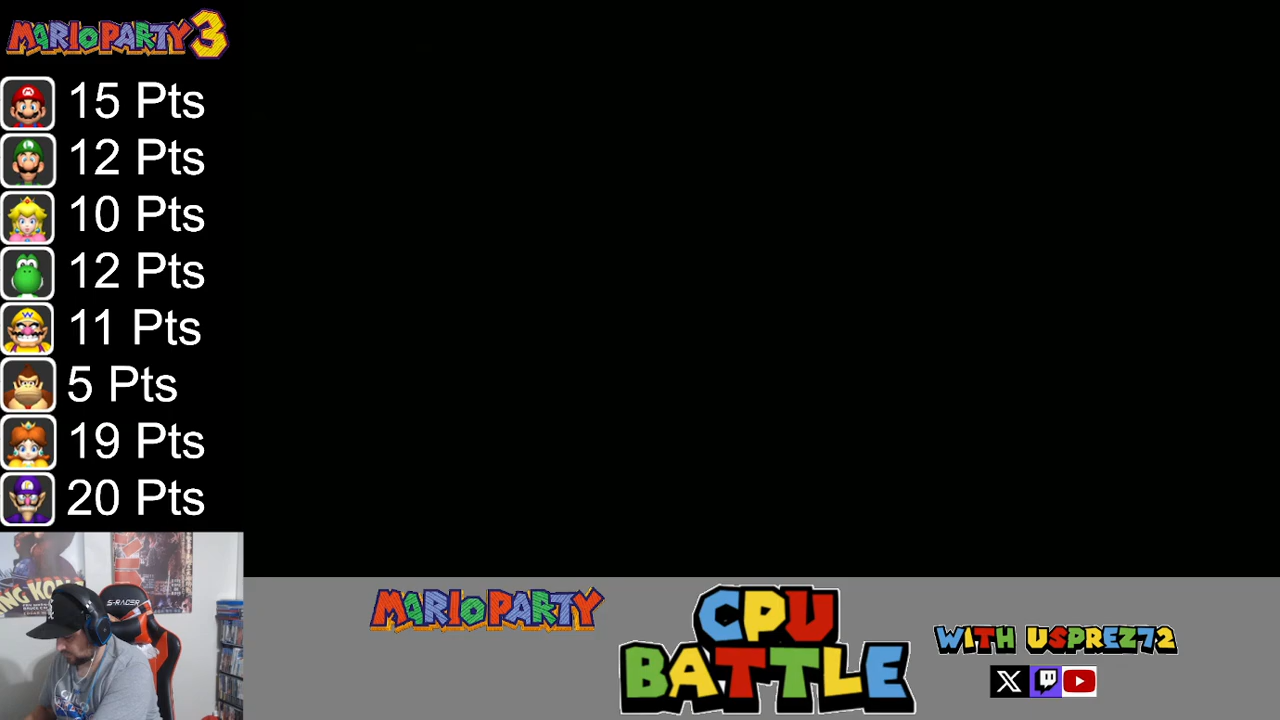 MARIO PARTY 3
15 Pts
12 Pts
10 Pts
12 Pts
11 Pts
5 Pts
19 Pts
20 Pts
S-RACER
MARIO PARTY
CPU
BATTLE
WITH USPREZ72